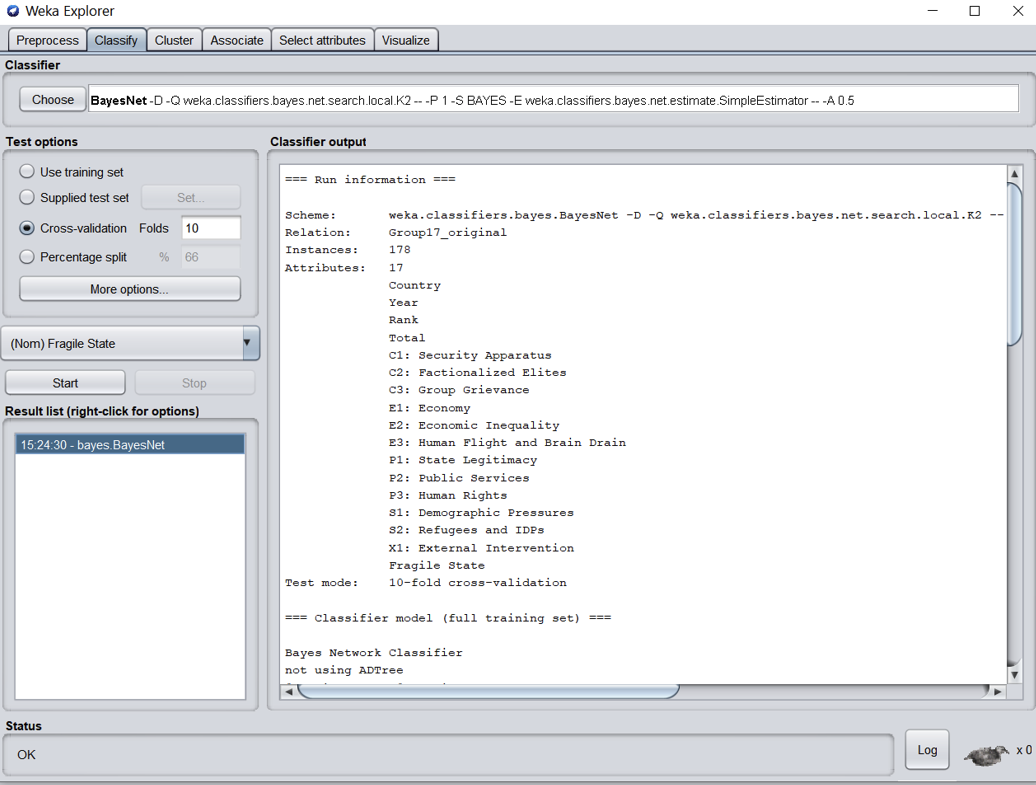 Weka Explorer
Preprocess Classify Cluster Associate Select attributes Visualize
Classifier
Choose BayesNet -D -Q weka.classifiers.bayes.net.search.local.K2 -- -P 1 -S BAYES -E weka.classifiers.bayes.net.estimate.SimpleEstimator -- -A 0.5
Test options
Use training set
Supplied test set Set...
Cross-validation Folds 10
Percentage split % 66
More options...
(Nom) Fragile State
Start Stop
Result list (right-click for options)
15:24:30 - bayes.BayesNet
Classifier output
=== Run information ===
Scheme: weka.classifiers.bayes.BayesNet -D -Q weka.classifiers.bayes.net.search.local.K2 --
Relation: Group17_original
Instances: 178
Attributes: 17
Country
Year
Rank
Total
C1: Security Apparatus
C2: Factionalized Elites
C3: Group Grievance
E1: Economy
E2: Economic Inequality
E3: Human Flight and Brain Drain
P1: State Legitimacy
P2: Public Services
P3: Human Rights
S1: Demographic Pressures
S2: Refugees and IDPs
X1: External Intervention
Fragile State
Test mode: 10-fold cross-validation
=== Classifier model (full training set) ===
Bayes Network Classifier
not using ADTree
Status
OK
Log x 0